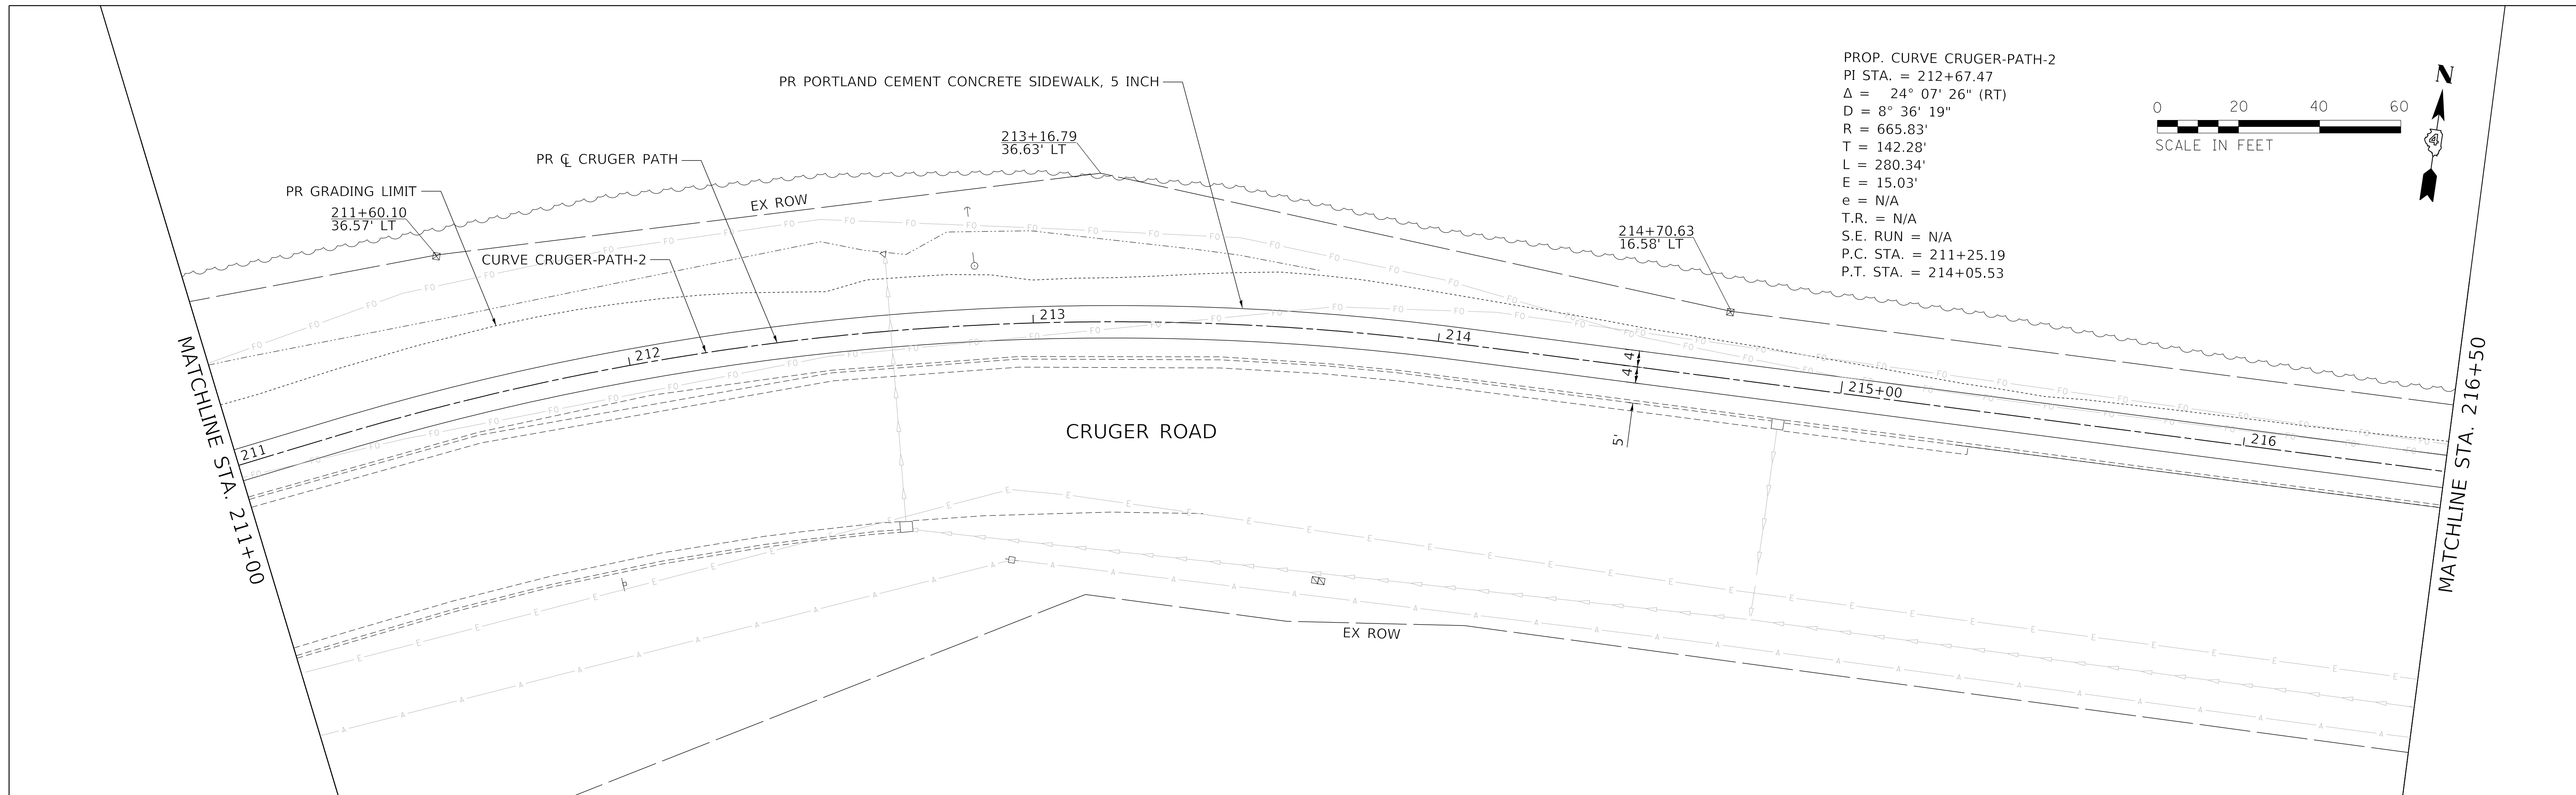 PROP. CURVE CRUGER-PATH-2
PI STA. = 212+67.47
Δ = 24° 07' 26" (RT)
D = 8° 36' 19"
R = 665.83'
T = 142.28'
L = 280.34'
E = 15.03'
e = N/A
T.R. = N/A
S.E. RUN = N/A
P.C. STA. = 211+25.19
P.T. STA. = 214+05.53
N
4
0 20 40 60
SCALE IN FEET
PR PORTLAND CEMENT CONCRETE SIDEWALK, 5 INCH
213+16.79
36.63' LT
PR ℄ CRUGER PATH
PR GRADING LIMIT
211+60.10
36.57' LT
EX ROW
CURVE CRUGER-PATH-2
214+70.63
16.58' LT
211
212
213
214
215+00
216
4
4
5'
CRUGER ROAD
EX ROW
MATCHLINE STA. 211+00
MATCHLINE STA. 216+50